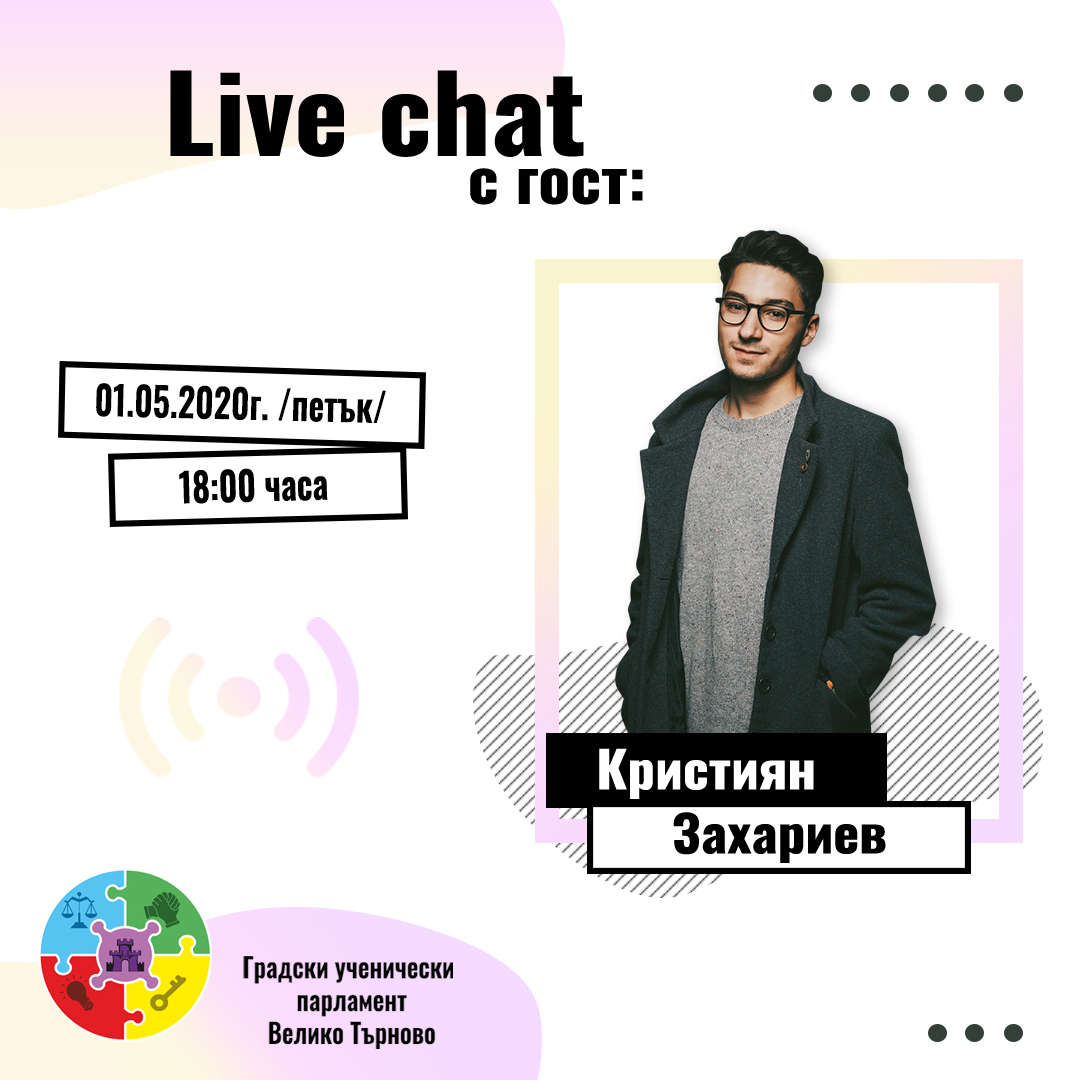 Live chat
с гост:
01.05.2020г. /петък/
18:00 часа
Кристиян
Захариев
Градски ученически
парламент
Велико Търново